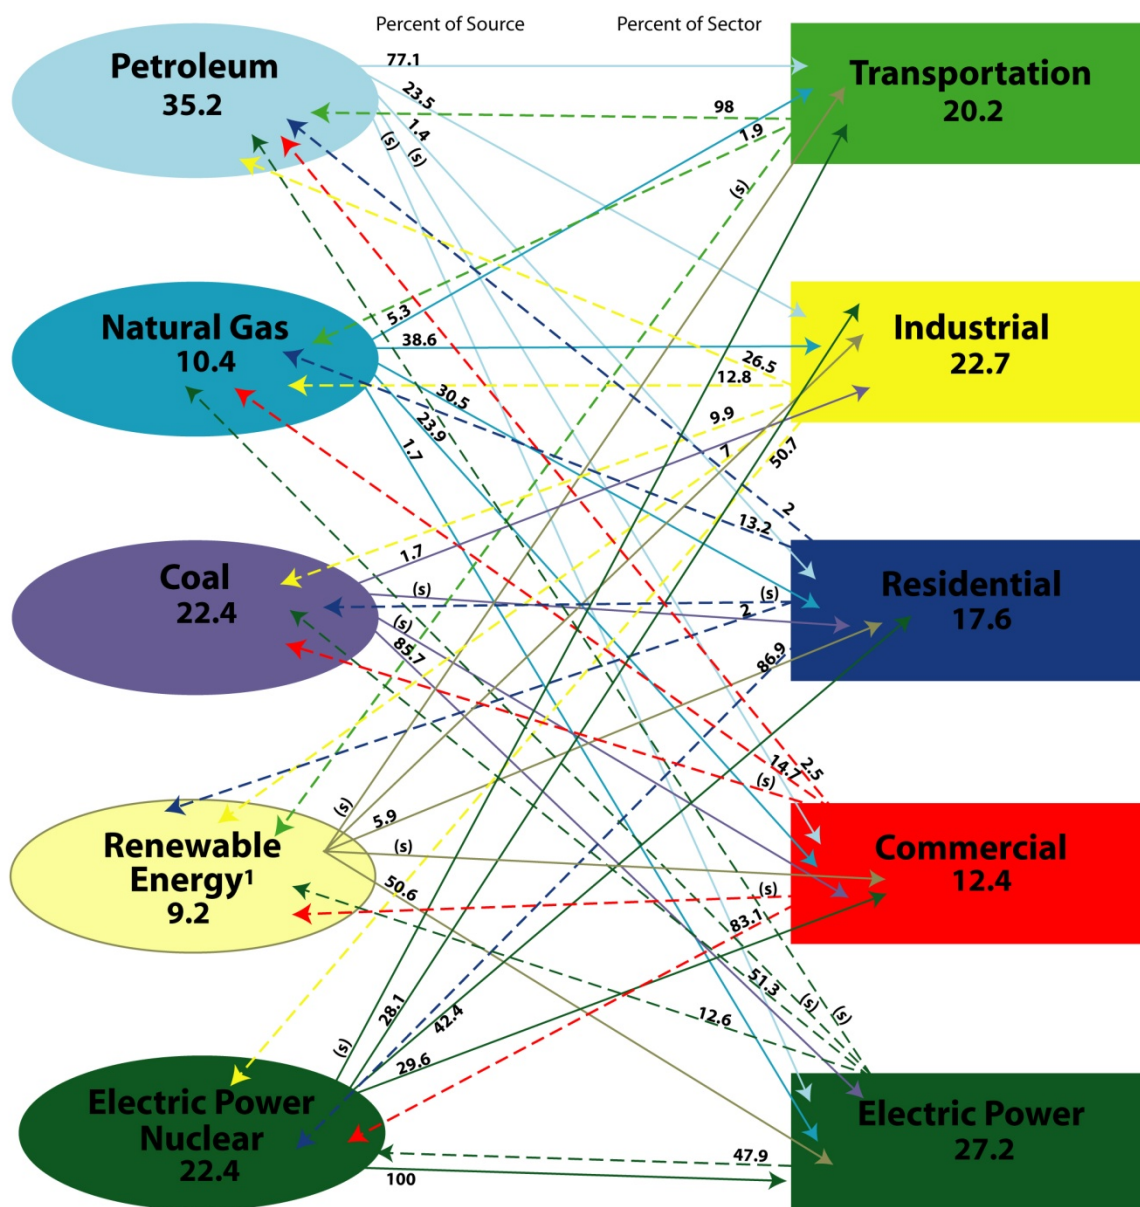 Percent of Source
Percent of Sector
Petroleum
35.2
77.1
23.5
1.4
(s)
(s)
98
1.9
(s)
Transportation
20.2
Natural Gas
10.4
5.3
38.6
30.5
23.9
1.7
26.5
12.8
9.9
7
50.7
Industrial
22.7
Coal
22.4
1.7
(s)
(s)
85.7
2
13.2
(s)
2
86.9
Residential
17.6
Renewable
Energy¹
9.2
(s)
5.9
(s)
50.6
2.5
14.7
(s)
(s)
83.1
Commercial
12.4
Electric Power
Nuclear
22.4
(s)
28.1
42.4
29.6
100
51.3
(s)
(s)
12.6
47.9
Electric Power
27.2